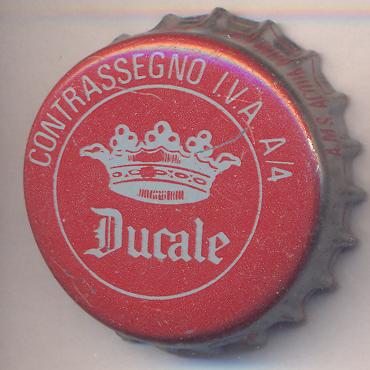 CONTRASSEGNO I.V.A. A/4
Ducale